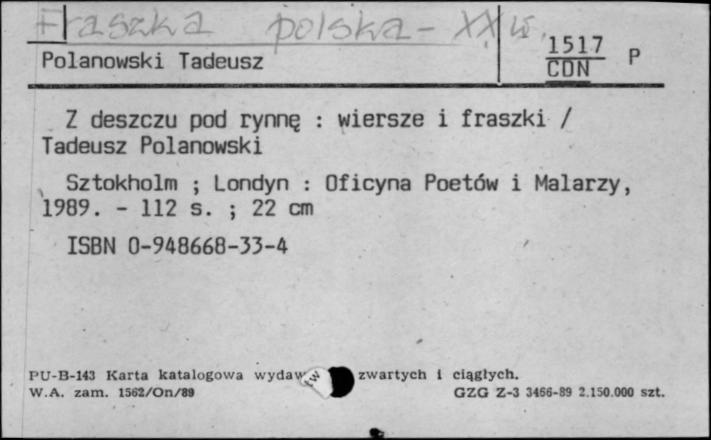 Fraszka polska - XX w.
1517 P
Polanowski Tadeusz
CDN
Z deszczu pod rynnę : wiersze i fraszki /
Tadeusz Polanowski
Sztokholm ; Londyn : Oficyna Poetów i Malarzy,
1989. - 112 s. ; 22 cm
ISBN 0-948668-33-4
PU-B-143 Karta katalogowa wydaw tw zwartych i ciągłych.
W.A. zam. 1562/On/89 GZG Z-3 3466-89 2.150.000 szt.